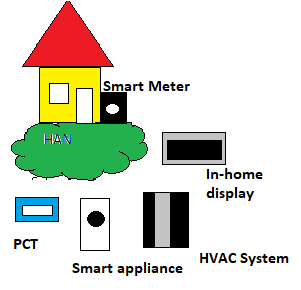 Smart Meter
HAN
In-home
display
PCT
Smart appliance
HVAC System